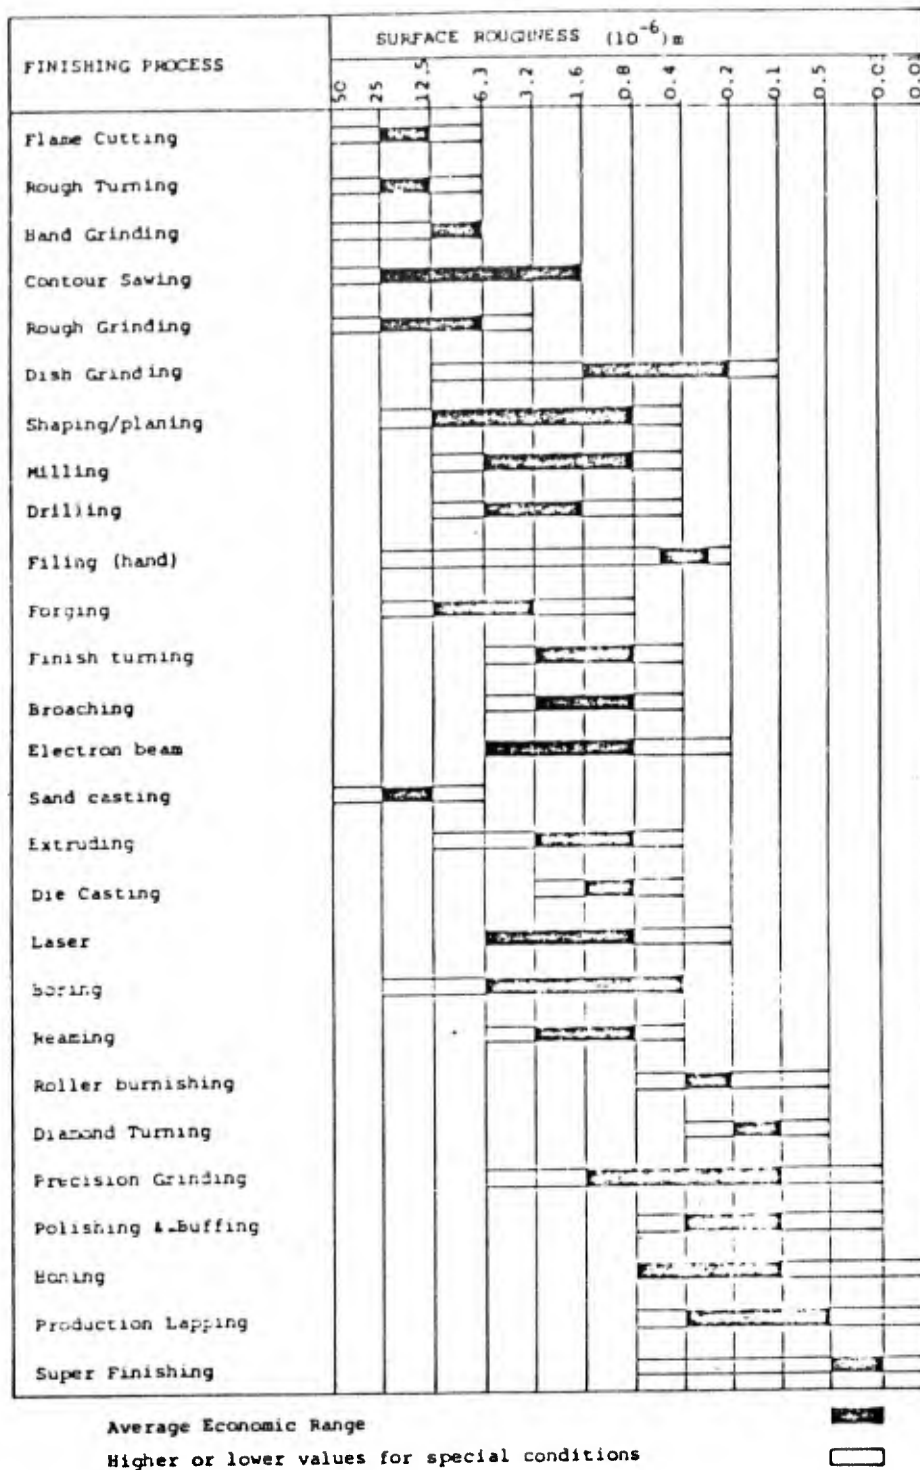 SURFACE ROUGHNESS (10⁻⁶)m
FINISHING PROCESS
50 25 12.5 6.3 3.2 1.6 0.8 0.4 0.2 0.1 0.5 0.01
Flame Cutting
Rough Turning
Hand Grinding
Contour Sawing
Rough Grinding
Dish Grinding
Shaping/planing
Milling
Drilling
Filing (hand)
Forging
Finish turning
Broaching
Electron beam
Sand casting
Extruding
Die Casting
Laser
boring
Reaming
Roller burnishing
Diamond Turning
Precision Grinding
Polishing & Buffing
Honing
Production Lapping
Super Finishing
Average Economic Range
Higher or lower values for special conditions